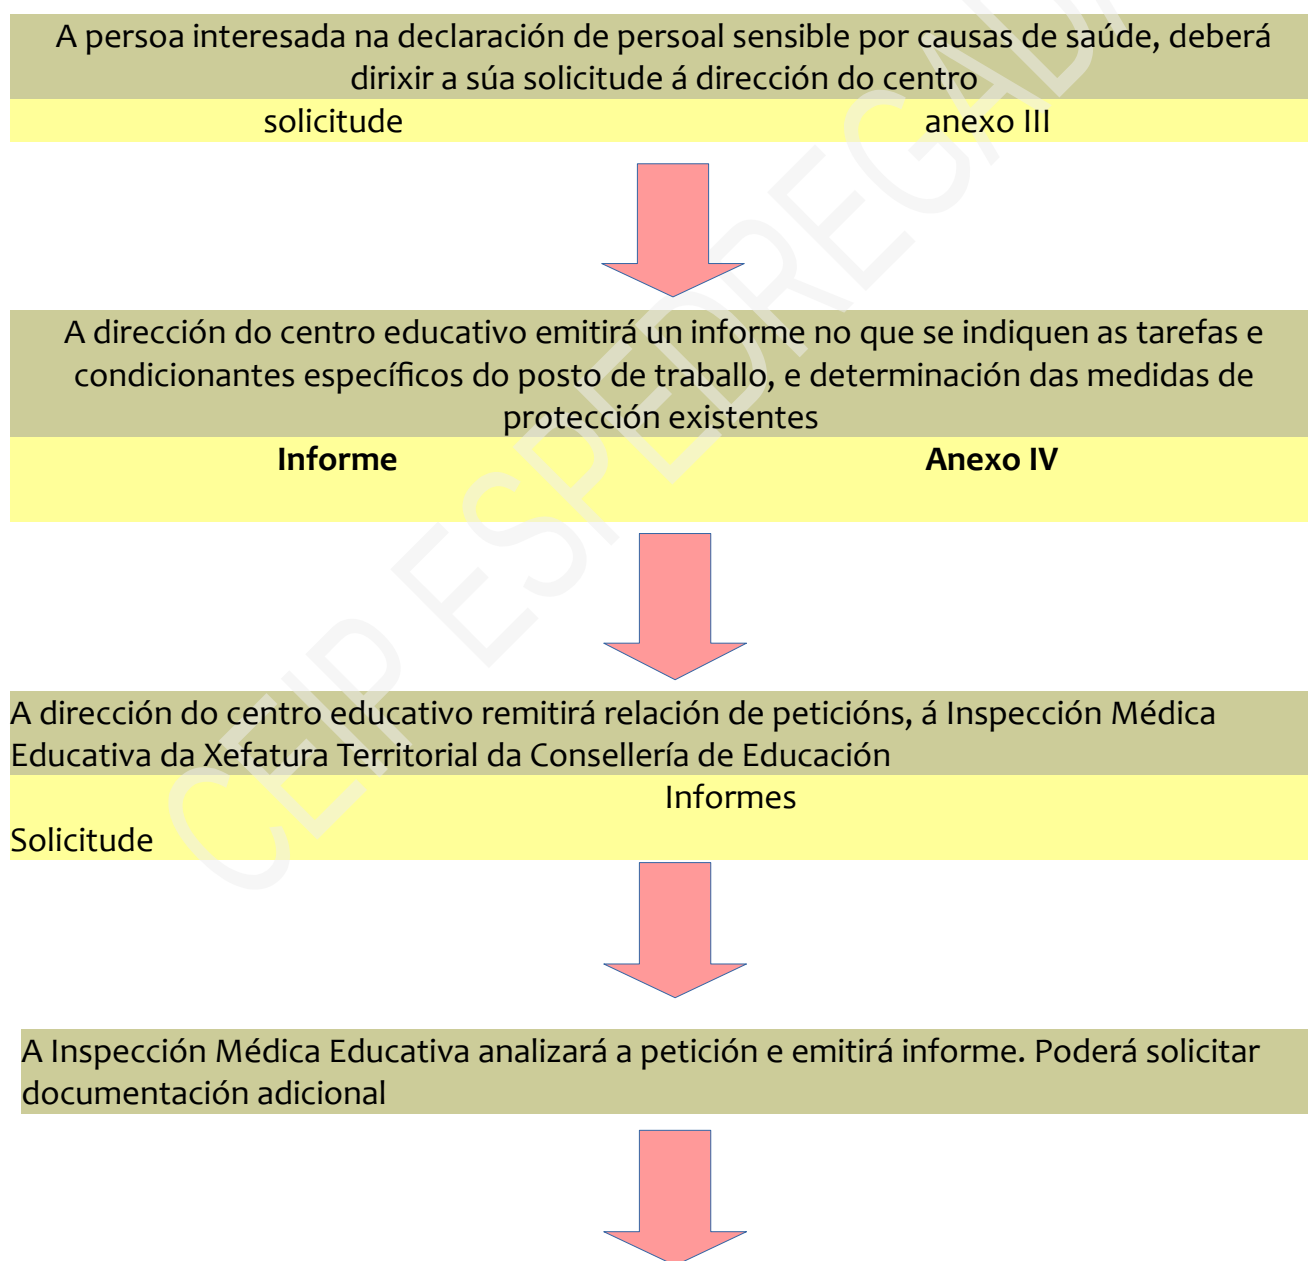 A persoa interesada na declaración de persoal sensible por causas de saúde, deberá
dirixir a súa solicitude á dirección do centro
solicitude anexo III
A dirección do centro educativo emitirá un informe no que se indiquen as tarefas e
condicionantes específicos do posto de traballo, e determinación das medidas de
protección existentes
Informe Anexo IV
A dirección do centro educativo remitirá relación de peticións, á Inspección Médica
Educativa da Xefatura Territorial da Consellería de Educación
Informes
Solicitude
A Inspección Médica Educativa analizará a petición e emitirá informe. Poderá solicitar
documentación adicional
CEIP ESPEDREGADA